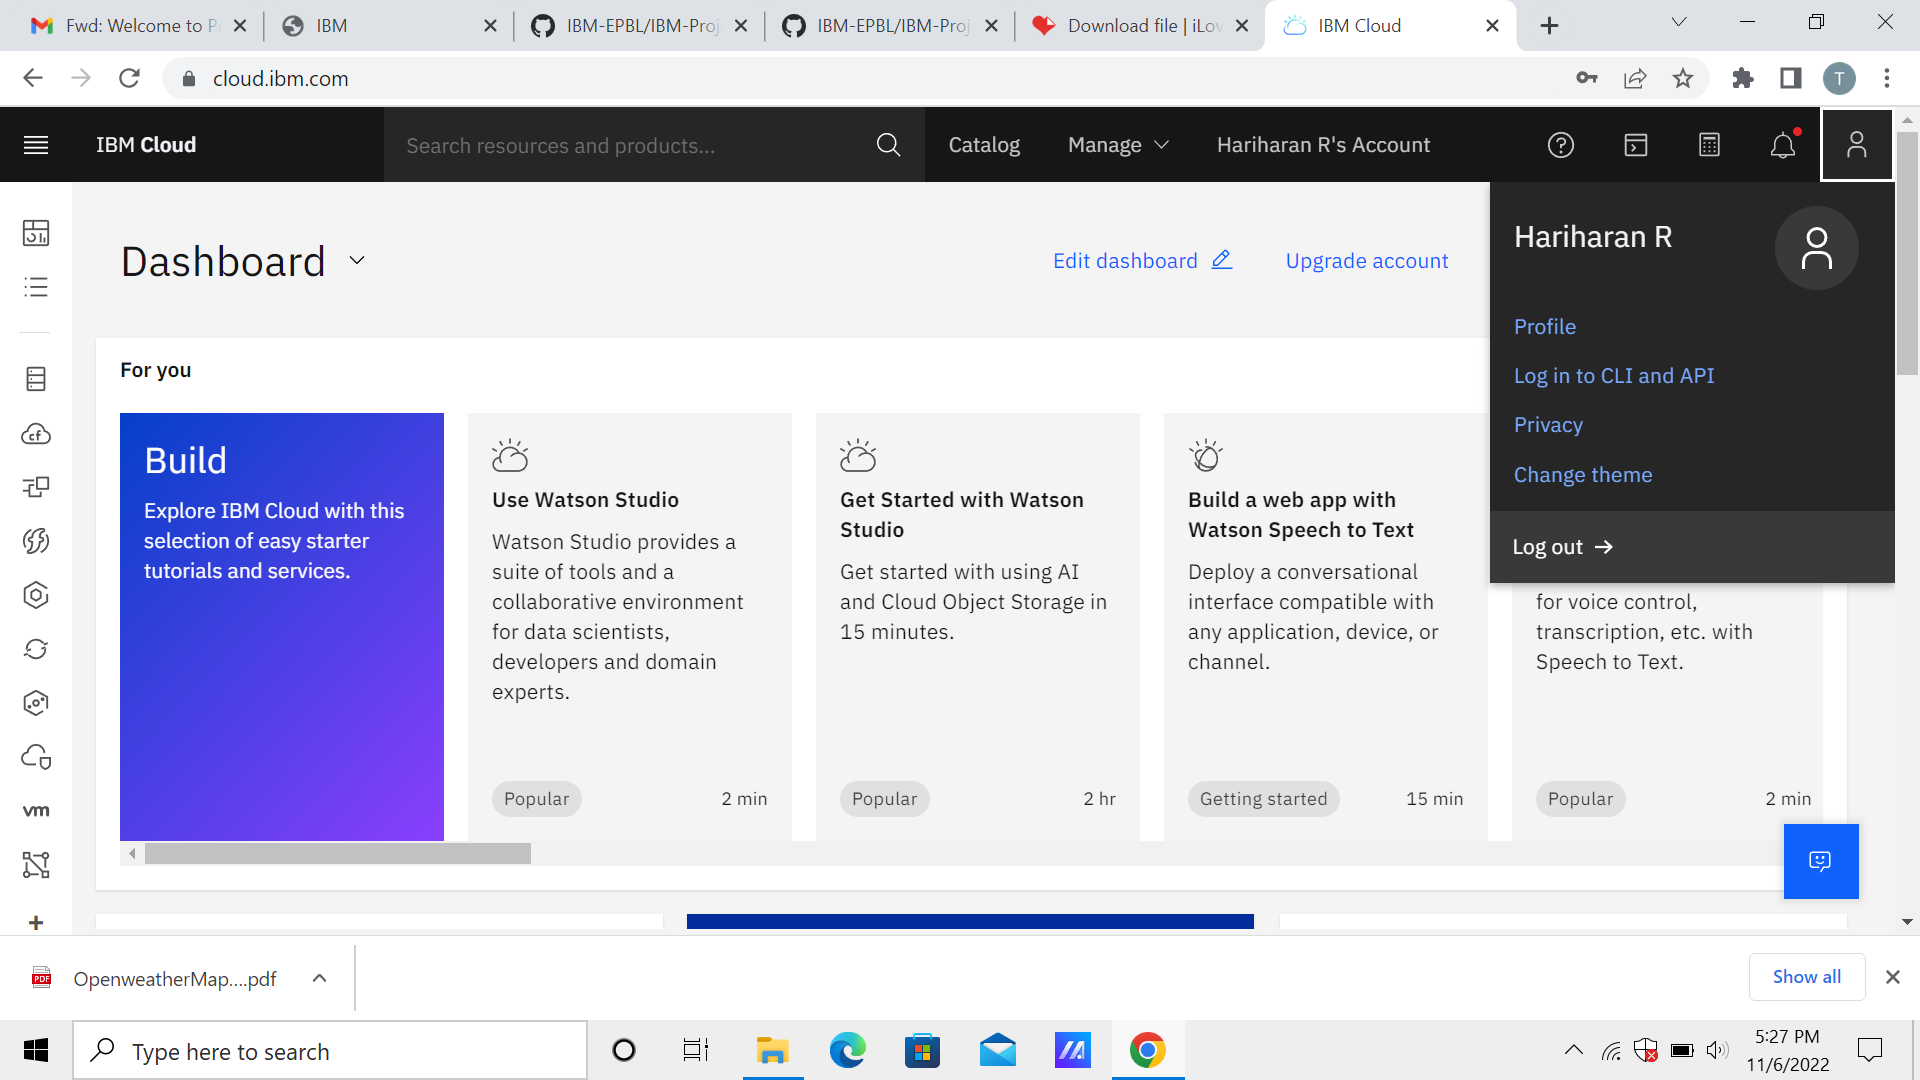 Fwd: Welcome to P
IBM
IBM-EPBL/IBM-Proj
IBM-EPBL/IBM-Proj
Download file | iLov
IBM Cloud
cloud.ibm.com
T
IBM Cloud
Search resources and products...
Catalog
Manage
Hariharan R's Account
Dashboard
Edit dashboard
Upgrade account
Hariharan R
Profile
Log in to CLI and API
Privacy
Change theme
Log out
For you
Build
Explore IBM Cloud with this
selection of easy starter
tutorials and services.
Use Watson Studio
Watson Studio provides a
suite of tools and a
collaborative environment
for data scientists,
developers and domain
experts.
Popular
2 min
Get Started with Watson
Studio
Get started with using AI
and Cloud Object Storage in
15 minutes.
Popular
2 hr
Build a web app with
Watson Speech to Text
Deploy a conversational
interface compatible with
any application, device, or
channel.
Getting started
15 min
for voice control,
transcription, etc. with
Speech to Text.
Popular
2 min
cf
vm
PDF
OpenweatherMap....pdf
Show all
Type here to search
5:27 PM
11/6/2022